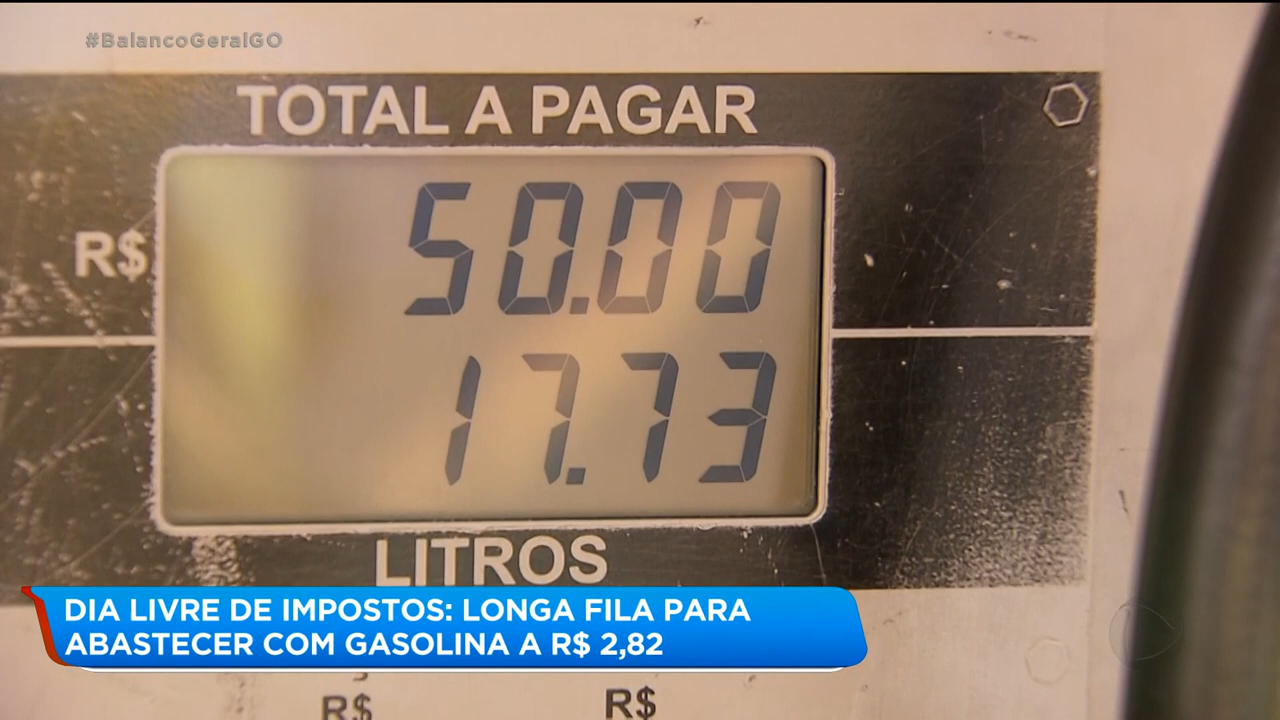 #BalancoGeralGO
TOTAL A PAGAR
R$ 50.00
17.73
LITROS
DIA LIVRE DE IMPOSTOS: LONGA FILA PARA
ABASTECER COM GASOLINA A R$ 2,82
R$ R$